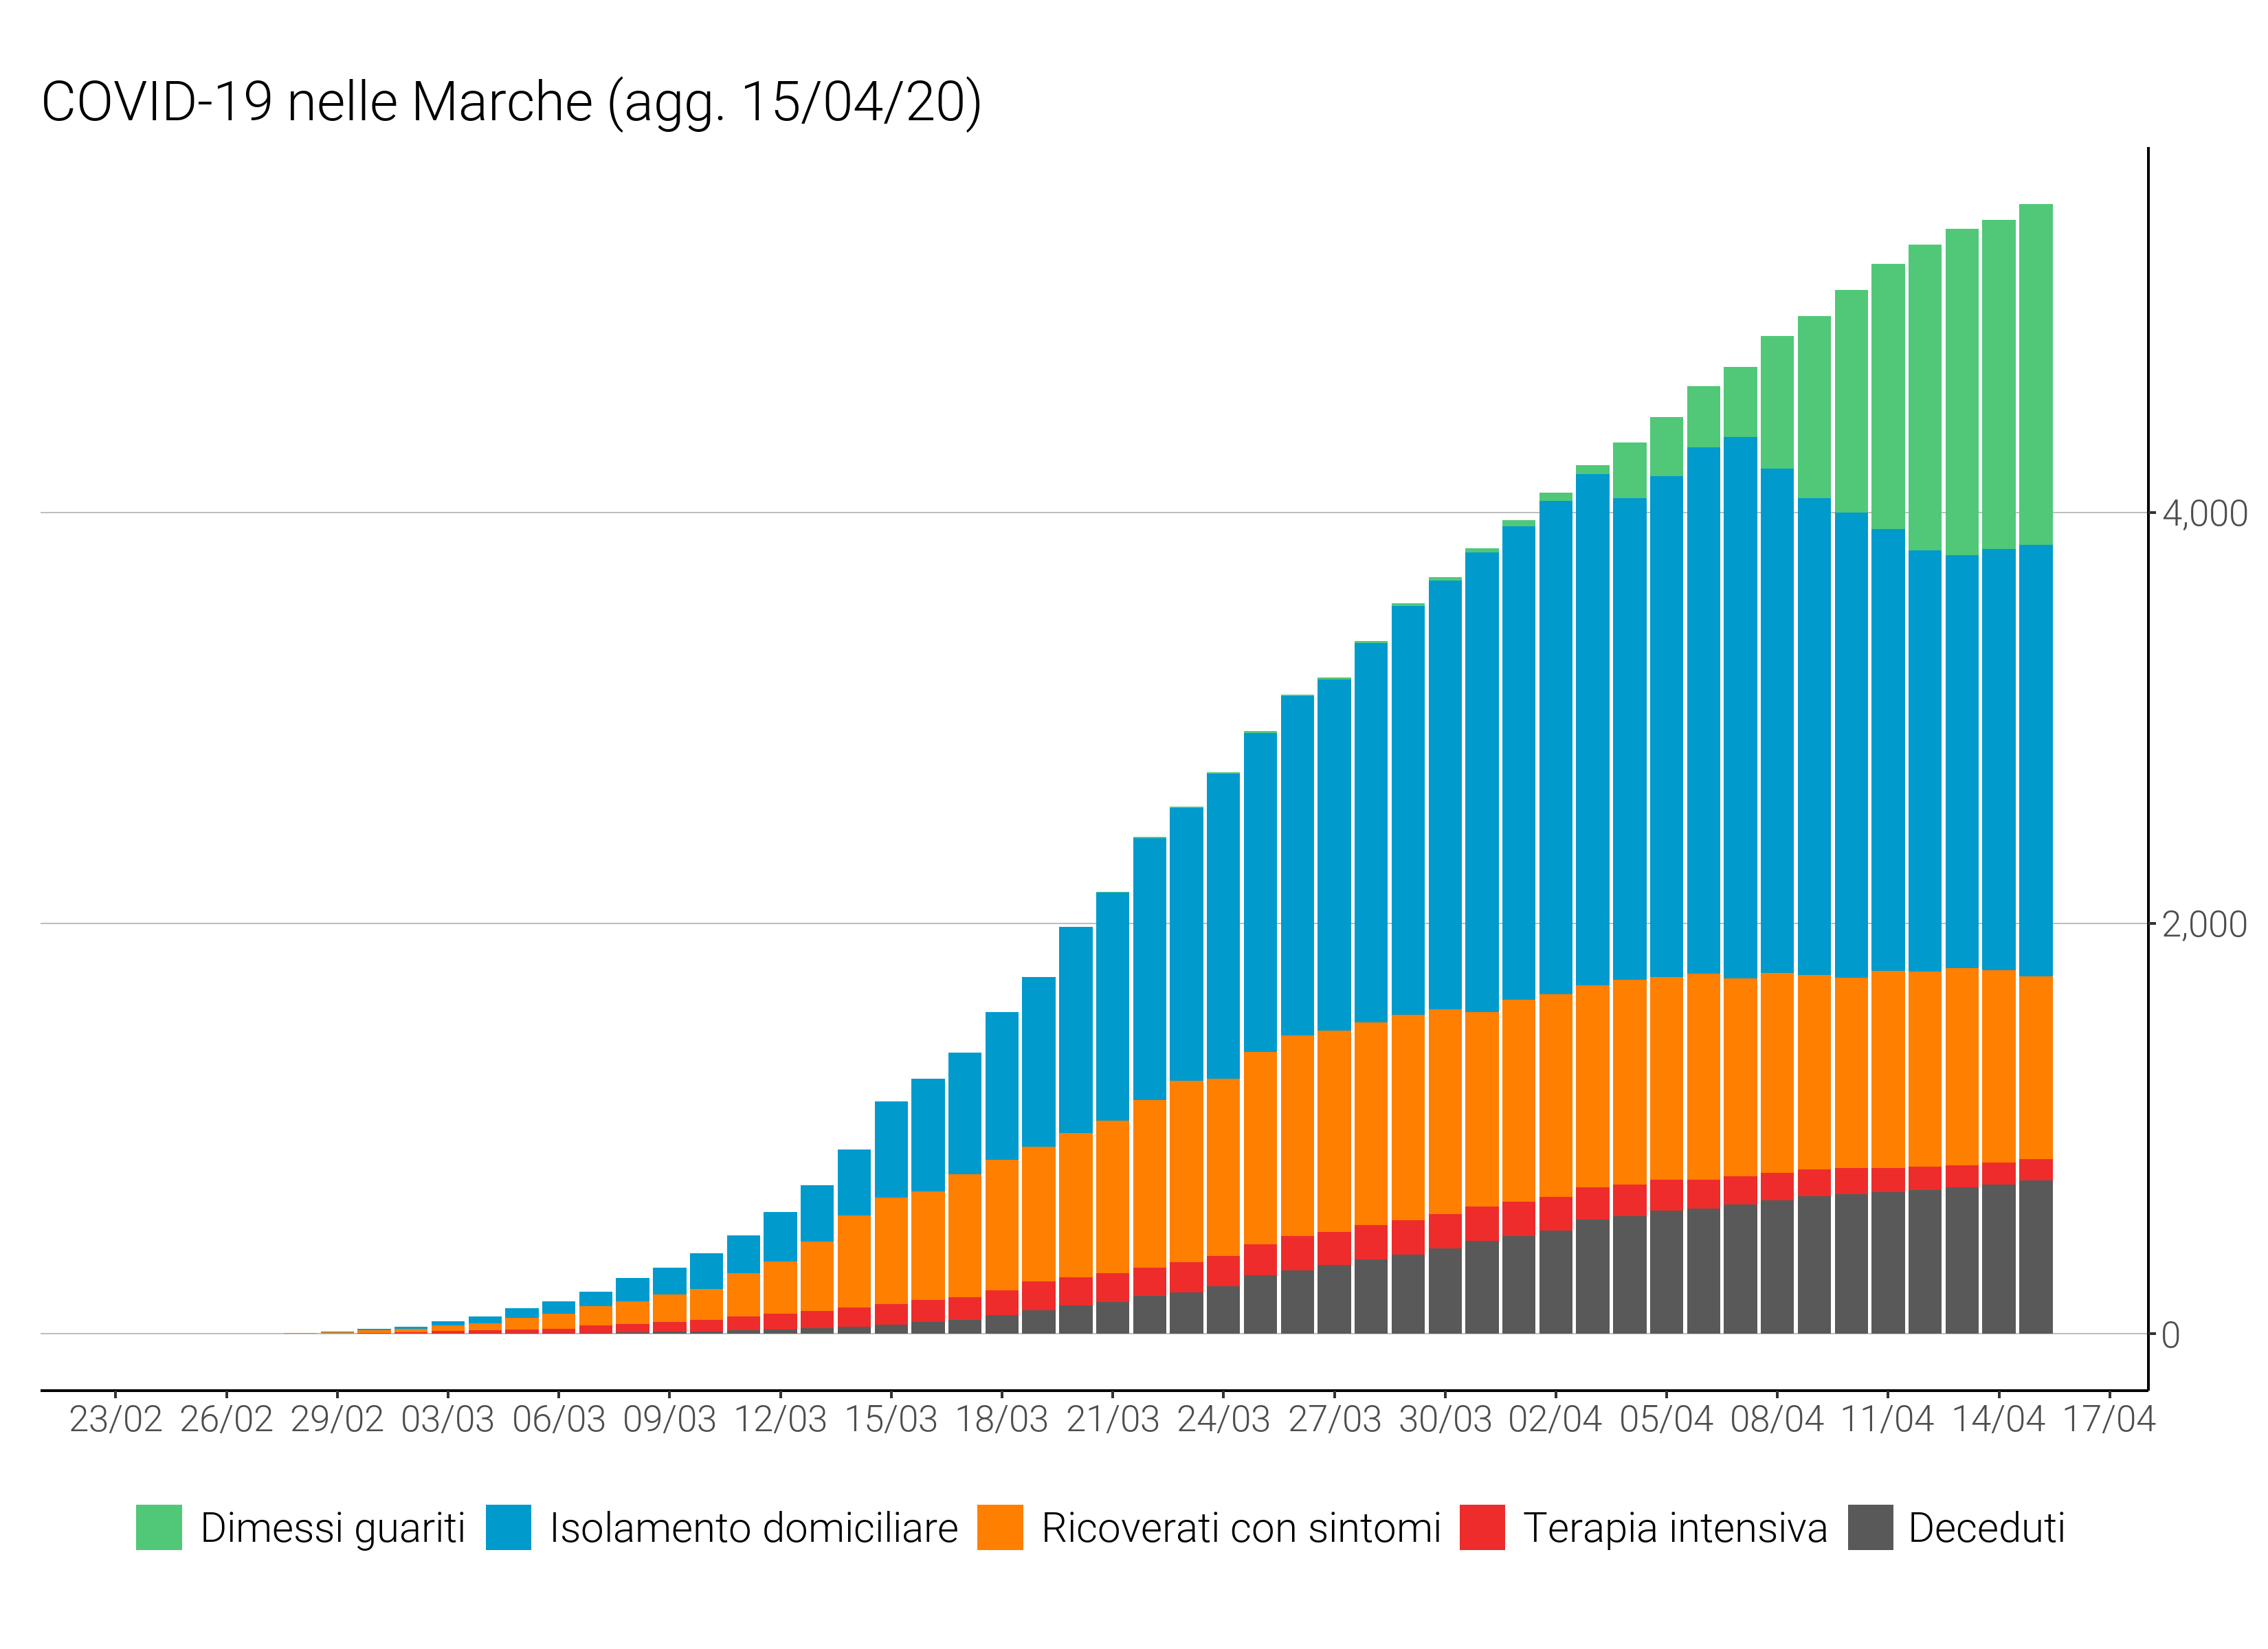 COVID-19 nelle Marche (agg. 15/04/20)
4,000
2,000
0
23/02 26/02 29/02 03/03 06/03 09/03 12/03 15/03 18/03 21/03 24/03 27/03 30/03 02/04 05/04 08/04 11/04 14/04 17/04
Dimessi guariti Isolamento domiciliare Ricoverati con sintomi Terapia intensiva Deceduti